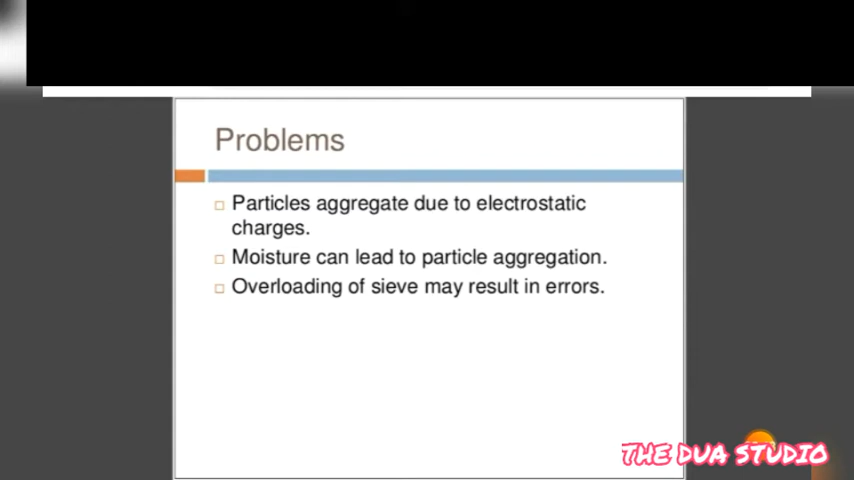 Problems
Particles aggregate due to electrostatic
charges.
Moisture can lead to particle aggregation.
Overloading of sieve may result in errors.
THE DUA STUDIO